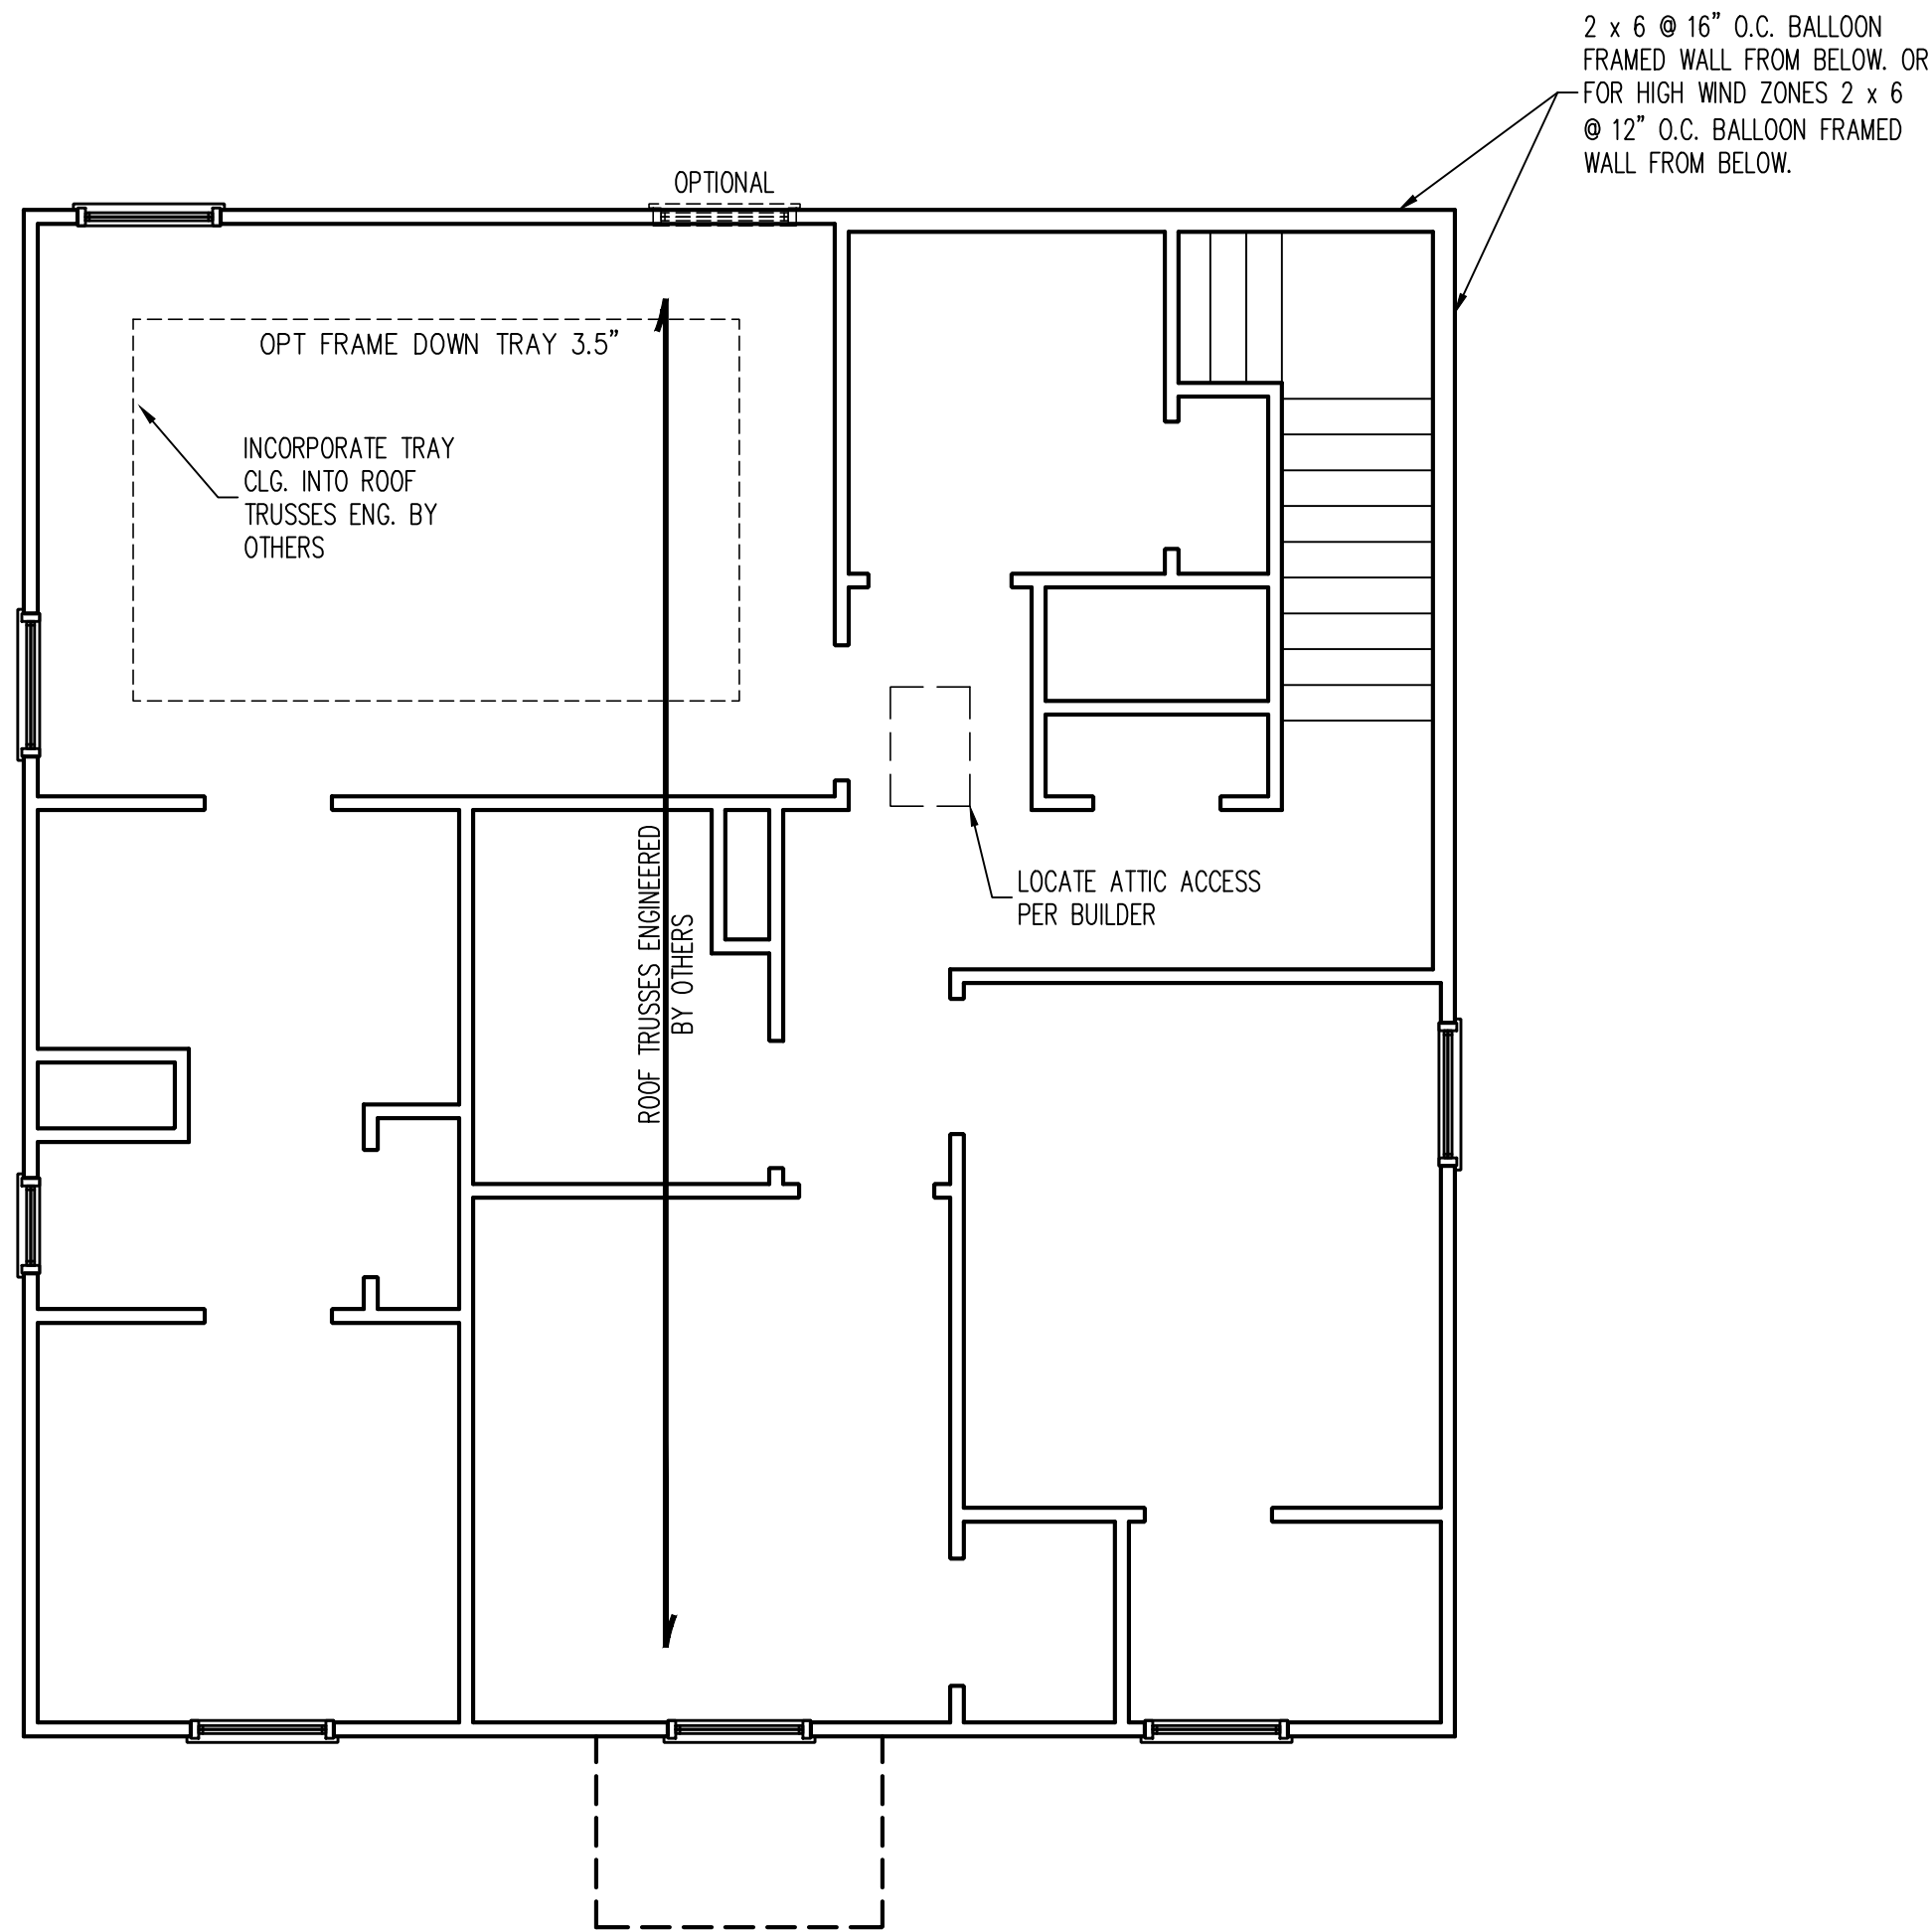 2 x 6 @ 16" O.C. BALLOON
FRAMED WALL FROM BELOW. OR
FOR HIGH WIND ZONES 2 x 6
@ 12" O.C. BALLOON FRAMED
WALL FROM BELOW.
OPTIONAL
OPT FRAME DOWN TRAY 3.5"
INCORPORATE TRAY
CLG. INTO ROOF
TRUSSES ENG. BY
OTHERS
ROOF TRUSSES ENGINEERED
BY OTHERS
LOCATE ATTIC ACCESS
PER BUILDER